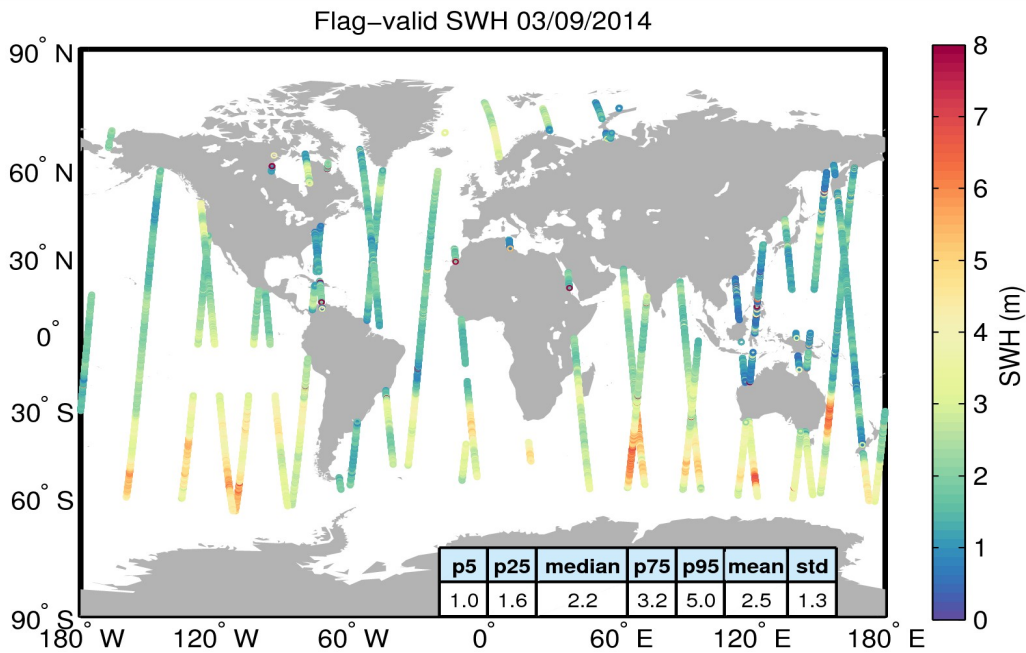 Flag−valid SWH 03/09/2014
90° N
60° N
30° N
0°
30° S
60° S
90° S
180° W
120° W
60° W
0°
60° E
120° E
180° E
p5 p25 median p75 p95 mean std
1.0 1.6 2.2 3.2 5.0 2.5 1.3
8
7
6
5
4
3
2
1
0
SWH (m)